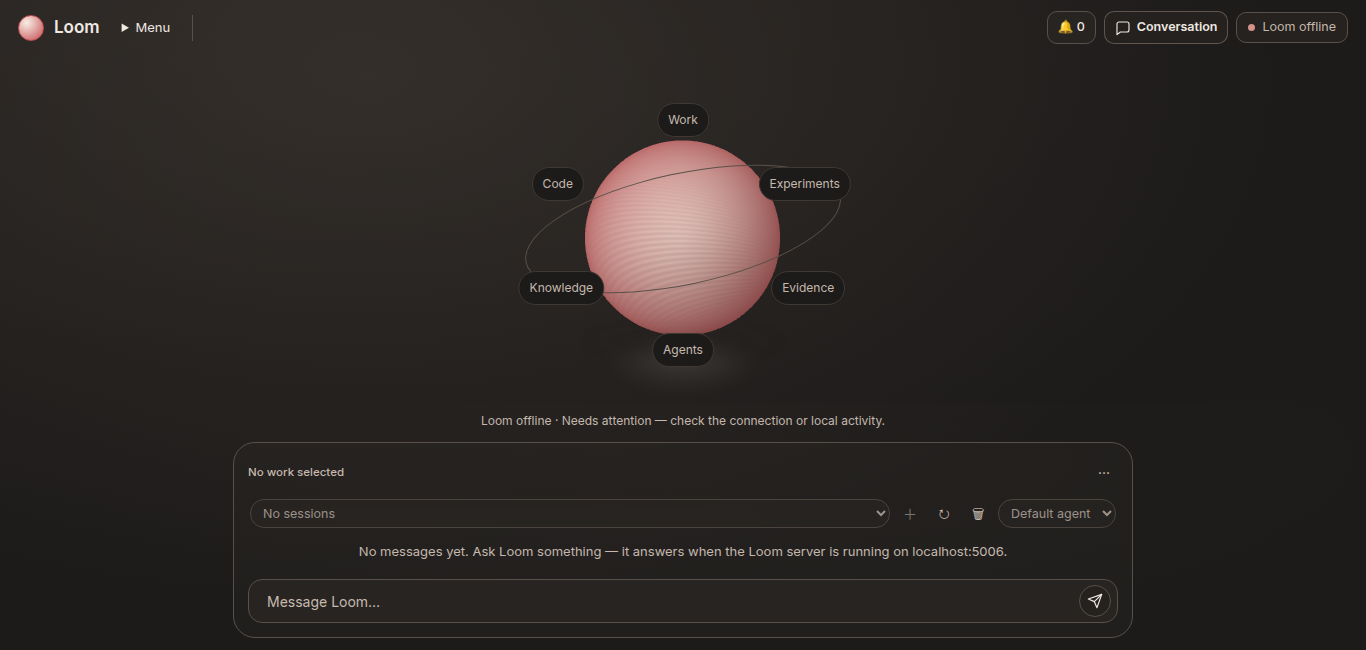 Loom
Menu
0
Conversation
Loom offline
Work
Code
Experiments
Knowledge
Evidence
Agents
Loom offline · Needs attention — check the connection or local activity.
No work selected
...
No sessions
Default agent
No messages yet. Ask Loom something — it answers when the Loom server is running on localhost:5006.
Message Loom...